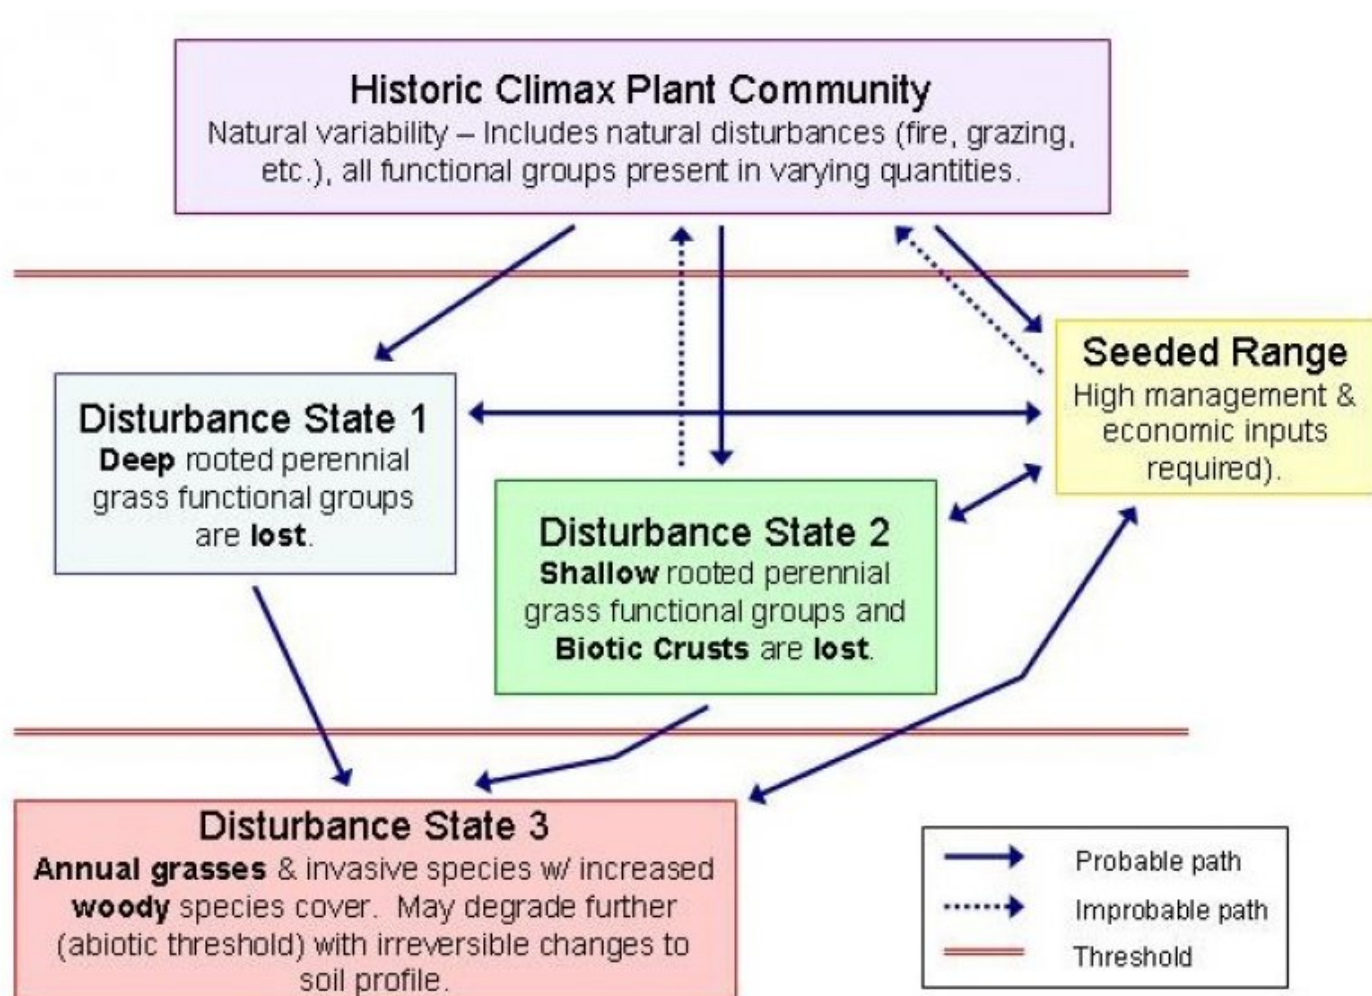 Historic Climax Plant Community
Natural variability – Includes natural disturbances (fire, grazing,
etc.), all functional groups present in varying quantities.
Seeded Range
High management &
economic inputs
required).
Disturbance State 1
Deep rooted perennial
grass functional groups
are lost.
Disturbance State 2
Shallow rooted perennial
grass functional groups and
Biotic Crusts are lost.
Disturbance State 3
Annual grasses & invasive species w/ increased
woody species cover. May degrade further
(abiotic threshold) with irreversible changes to
soil profile.
Probable path
Improbable path
Threshold